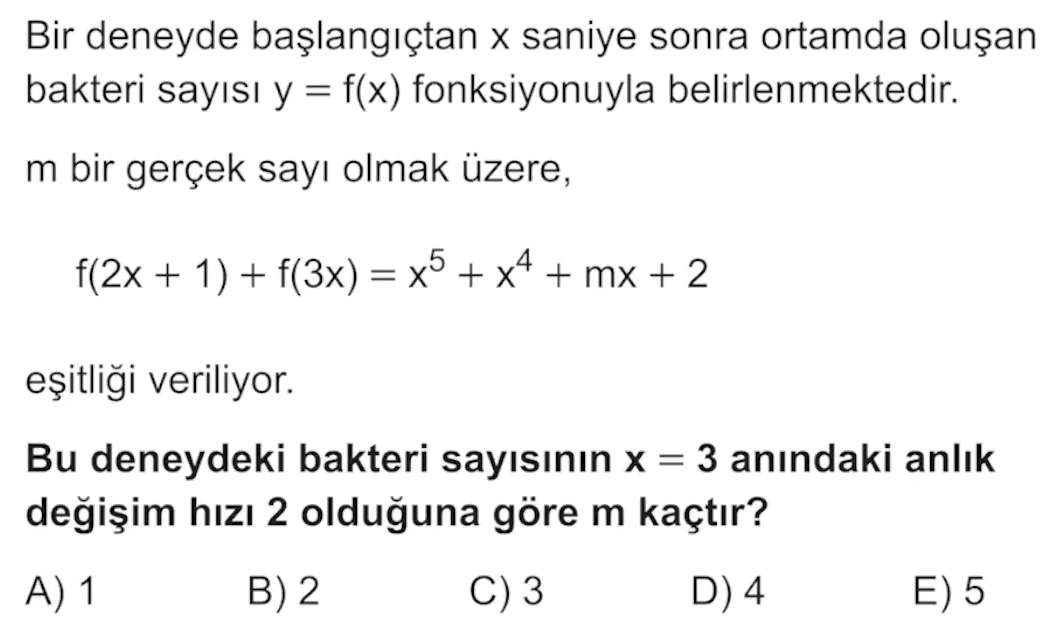 Bir deneyde başlangıçtan x saniye sonra ortamda oluşan
bakteri sayısı y = f(x) fonksiyonuyla belirlenmektedir.
m bir gerçek sayı olmak üzere,
f(2x + 1) + f(3x) = x⁵ + x⁴ + mx + 2
eşitliği veriliyor.
Bu deneydeki bakteri sayısının x = 3 anındaki anlık
değişim hızı 2 olduğuna göre m kaçtır?
A) 1 B) 2 C) 3 D) 4 E) 5